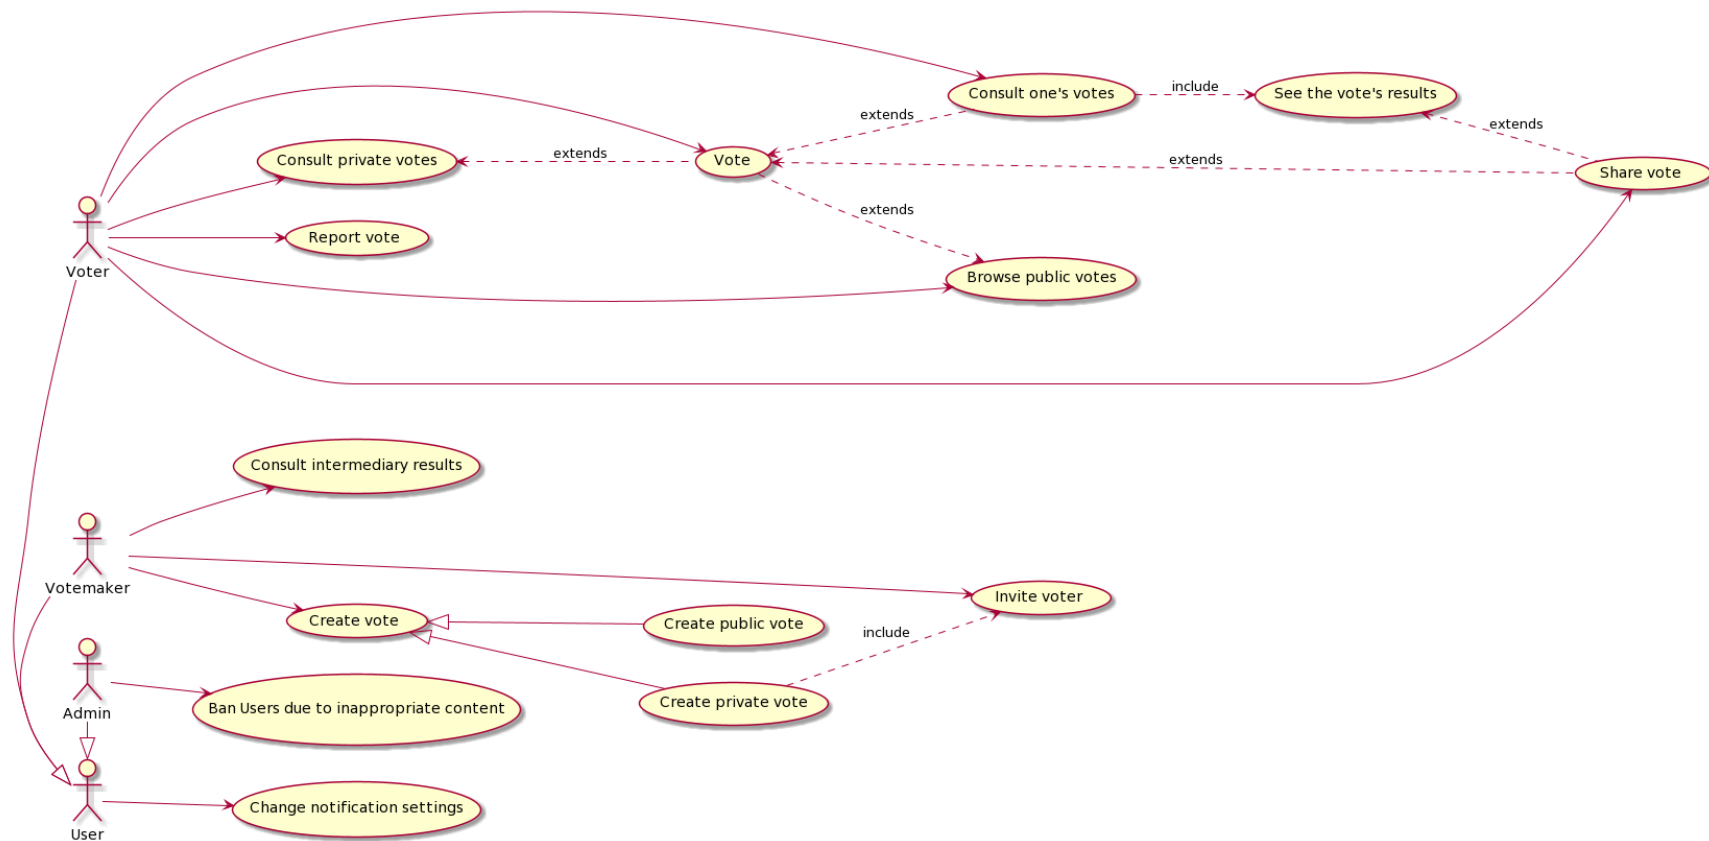 Consult one's votes
include
See the vote's results
extends
extends
Consult private votes
extends
Vote
extends
Share vote
extends
Report vote
Voter
Browse public votes
Consult intermediary results
Votemaker
Invite voter
Create vote
Create public vote
include
Create private vote
Admin
Ban Users due to inappropriate content
Change notification settings
User